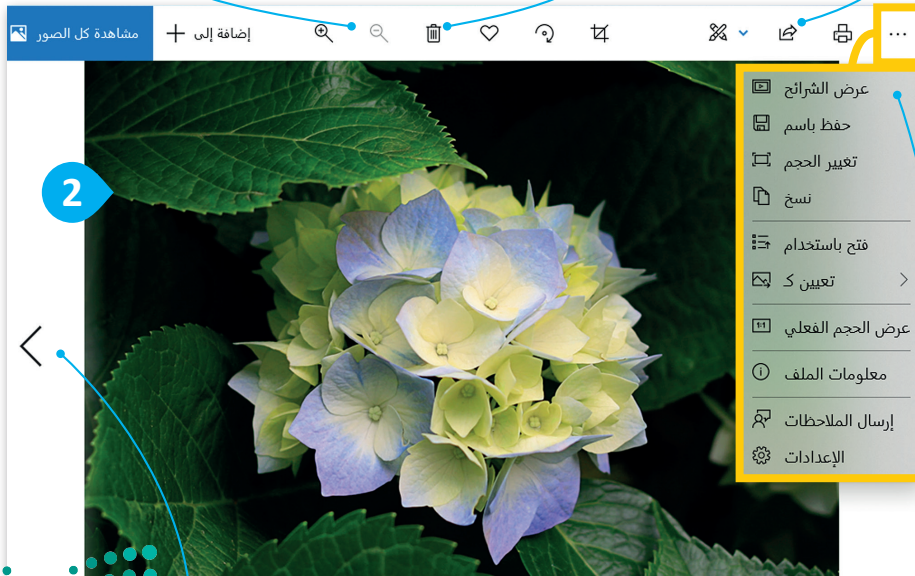 مشاهدة كل الصور
إضافة إلى
...
2
عرض الشرائح
حفظ باسم
تغيير الحجم
نسخ
فتح باستخدام
تعيين كـ
عرض الحجم الفعلي
معلومات الملف
إرسال الملاحظات
الإعدادات